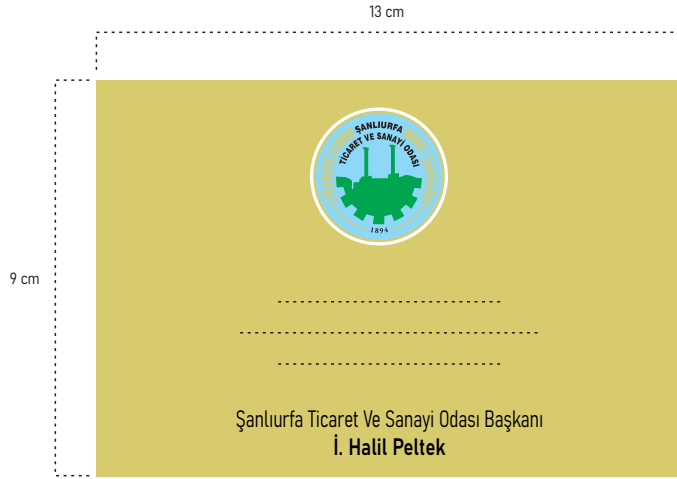 13 cm
ŞANLIURFA
TİCARET VE SANAYİ ODASI
1894
9 cm
Şanlıurfa Ticaret Ve Sanayi Odası Başkanı
İ. Halil Peltek